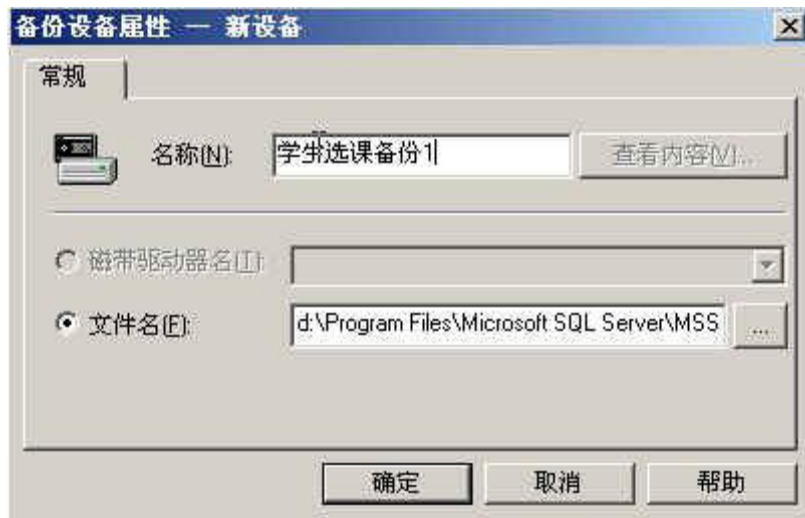 备份设备属性 — 新设备
常规
名称(N): 学生选课备份1 查看内容(V)...
磁带驱动器名(T):
文件名(F): d:\Program Files\Microsoft SQL Server\MSS ...
确定 取消 帮助